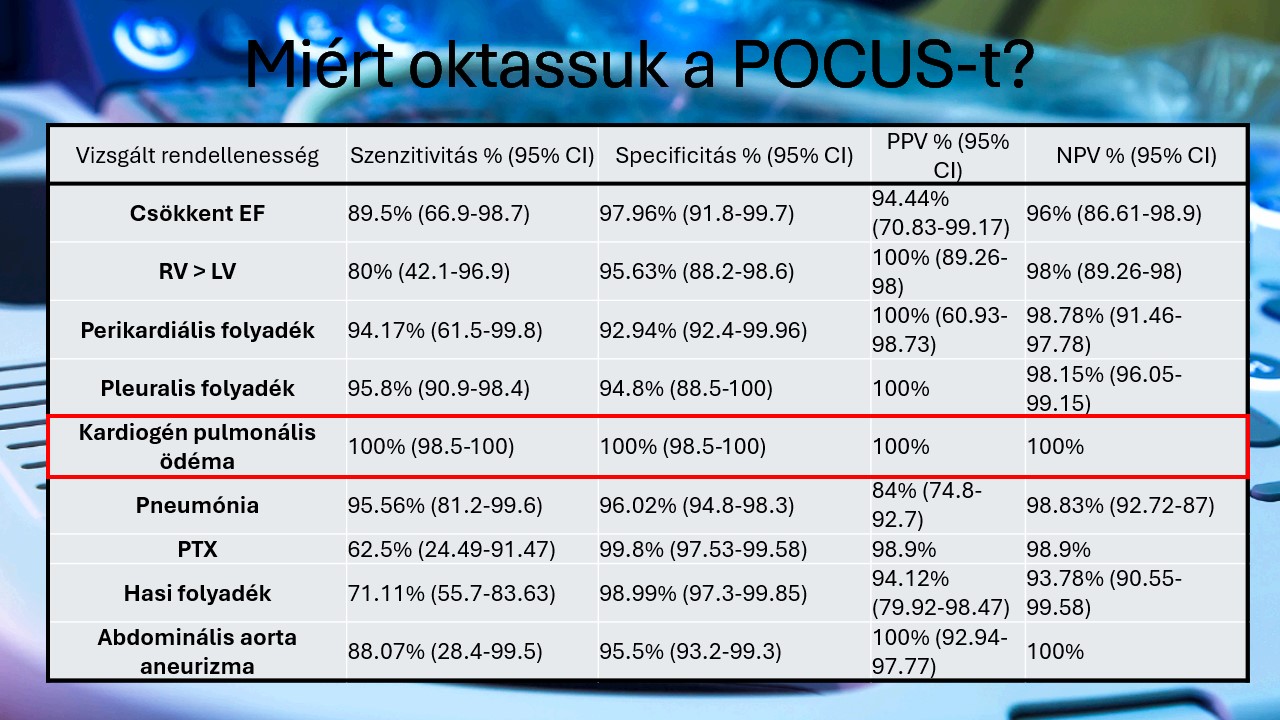 Miért oktassuk a POCUS-t?
Vizsgált rendellenesség Szenzitivitás % (95% CI) Specificitás % (95% CI) PPV % (95% CI) NPV % (95% CI)
Csökkent EF 89.5% (66.9-98.7) 97.96% (91.8-99.7) 94.44% (70.83-99.17) 96% (86.61-98.9)
RV > LV 80% (42.1-96.9) 95.63% (88.2-98.6) 100% (89.26-98) 98% (89.26-98)
Perikardiális folyadék 94.17% (61.5-99.8) 92.94% (92.4-99.96) 100% (60.93-98.73) 98.78% (91.46-97.78)
Pleuralis folyadék 95.8% (90.9-98.4) 94.8% (88.5-100) 100% 98.15% (96.05-99.15)
Kardiogén pulmonális ödéma 100% (98.5-100) 100% (98.5-100) 100% 100%
Pneumónia 95.56% (81.2-99.6) 96.02% (94.8-98.3) 84% (74.8-92.7) 98.83% (92.72-87)
PTX 62.5% (24.49-91.47) 99.8% (97.53-99.58) 98.9% 98.9%
Hasi folyadék 71.11% (55.7-83.63) 98.99% (97.3-99.85) 94.12% (79.92-98.47) 93.78% (90.55-99.58)
Abdominális aorta aneurizma 88.07% (28.4-99.5) 95.5% (93.2-99.3) 100% (92.94-97.77) 100%